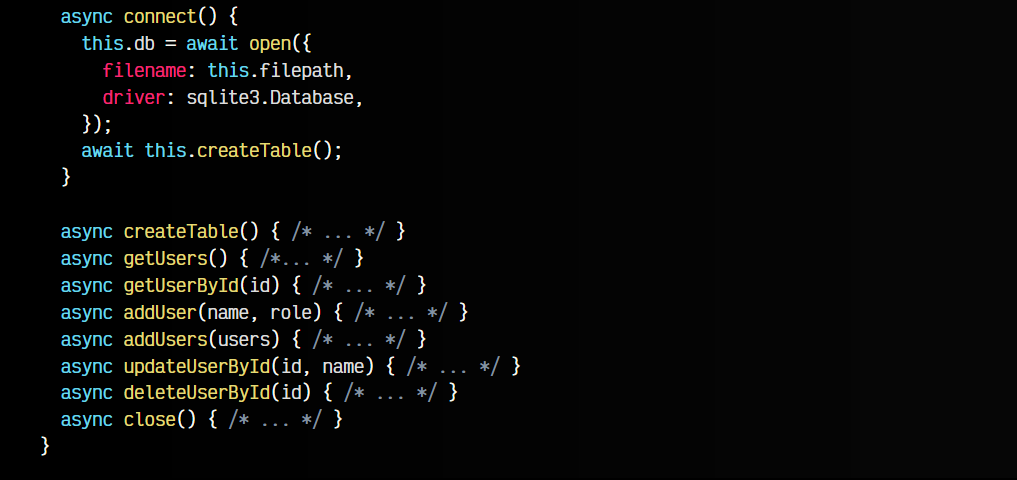 async connect() {
this.db = await open({
filename: this.filepath,
driver: sqlite3.Database,
});
await this.createTable();
}
async createTable() { /* ... */ }
async getUsers() { /*... */ }
async getUserById(id) { /* ... */ }
async addUser(name, role) { /* ... */ }
async addUsers(users) { /* ... */ }
async updateUserById(id, name) { /* ... */ }
async deleteUserById(id) { /* ... */ }
async close() { /* ... */ }
}